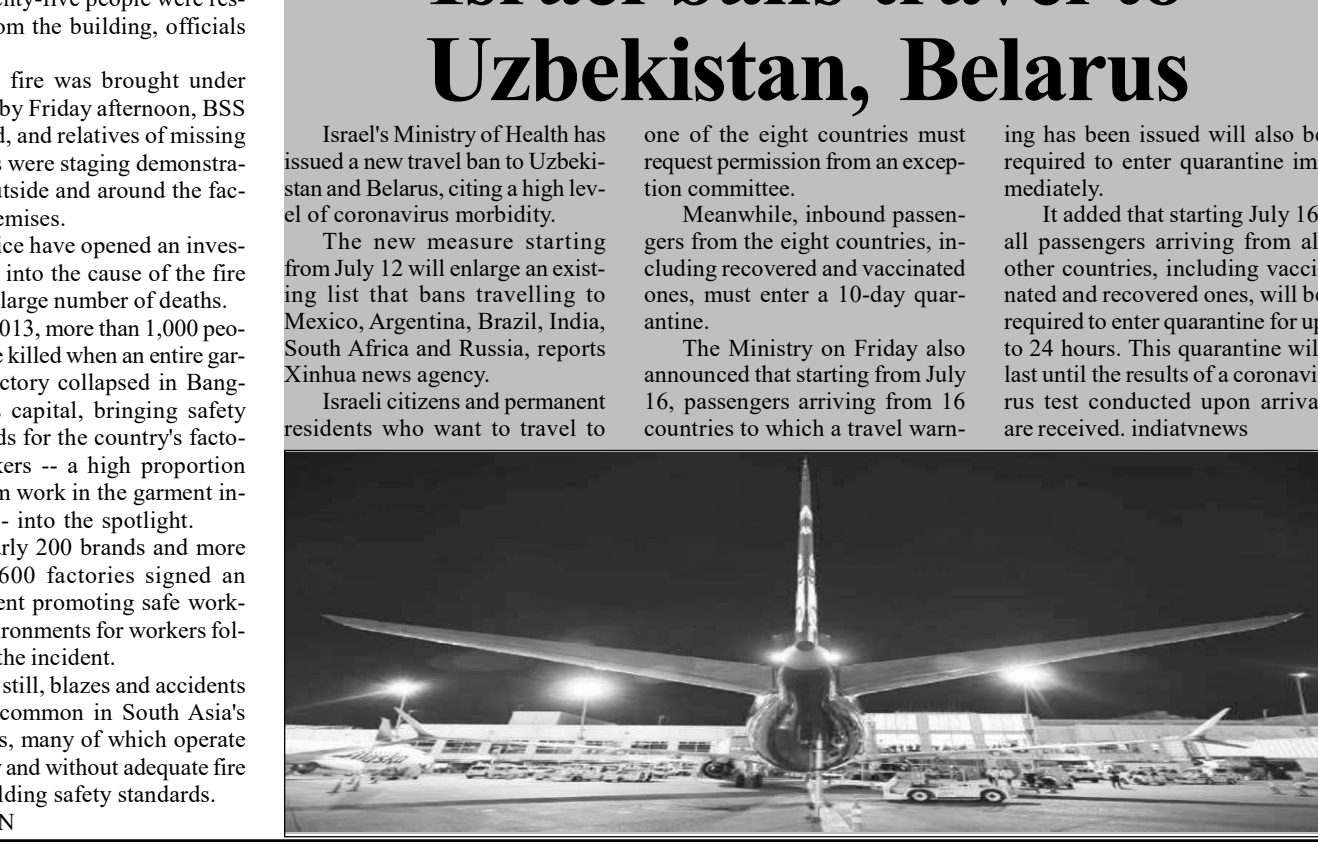 enty-five people were res-
om the building, officials
fire was brought under
by Friday afternoon, BSS
d, and relatives of missing
s were staging demonstra-
utside and around the fac-
emises.
ice have opened an inves-
into the cause of the fire
large number of deaths.
013, more than 1,000 peo-
e killed when an entire gar-
ctory collapsed in Bang-
s capital, bringing safety
ds for the country's facto-
kers -- a high proportion
m work in the garment in-
- into the spotlight.
arly 200 brands and more
600 factories signed an
ent promoting safe work-
ronments for workers fol-
the incident.
still, blazes and accidents
common in South Asia's
s, many of which operate
y and without adequate fire
lding safety standards.
N
Israel bans travel to
Uzbekistan, Belarus
Israel's Ministry of Health has
issued a new travel ban to Uzbeki-
stan and Belarus, citing a high lev-
el of coronavirus morbidity.
The new measure starting
from July 12 will enlarge an exist-
ing list that bans travelling to
Mexico, Argentina, Brazil, India,
South Africa and Russia, reports
Xinhua news agency.
Israeli citizens and permanent
residents who want to travel to
one of the eight countries must
request permission from an excep-
tion committee.
Meanwhile, inbound passen-
gers from the eight countries, in-
cluding recovered and vaccinated
ones, must enter a 10-day quar-
antine.
The Ministry on Friday also
announced that starting from July
16, passengers arriving from 16
countries to which a travel warn-
ing has been issued will also be
required to enter quarantine im
mediately.
It added that starting July 16
all passengers arriving from al
other countries, including vacci
nated and recovered ones, will be
required to enter quarantine for up
to 24 hours. This quarantine wil
last until the results of a coronavi
rus test conducted upon arriva
are received. indiatvnews